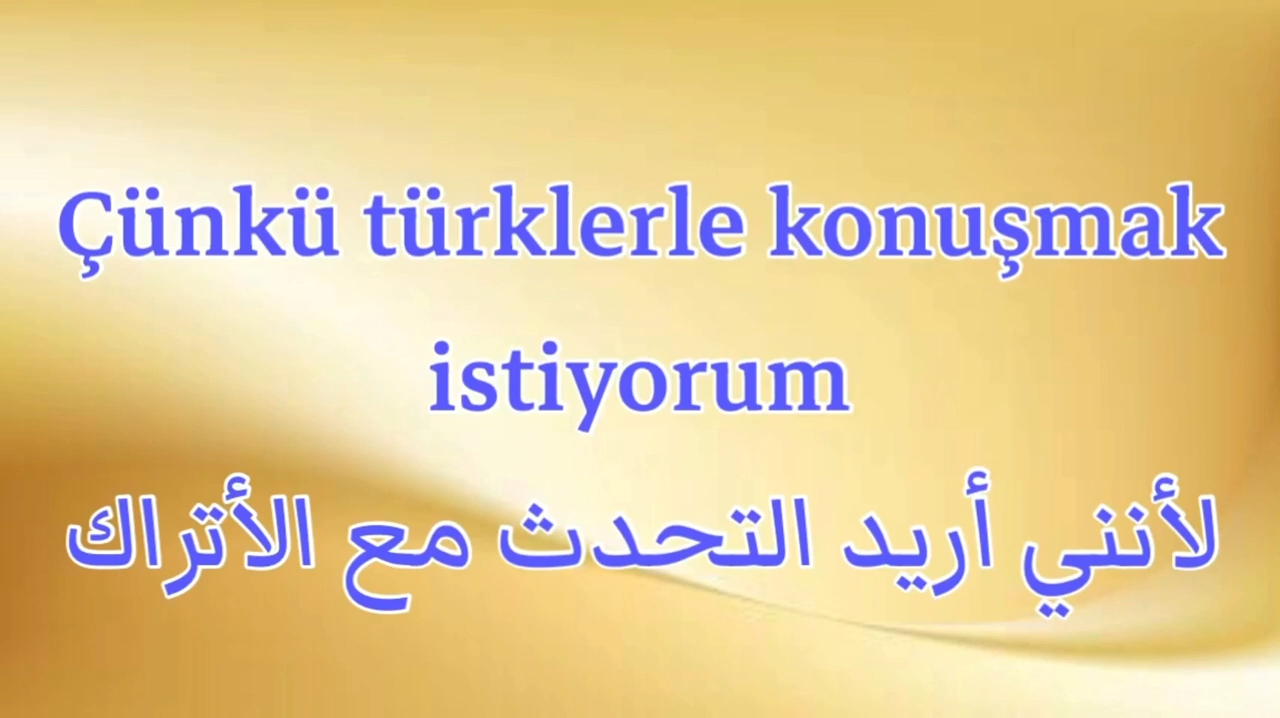 Çünkü türklerle konuşmak
istiyorum
لأنني أريد التحدث مع الأتراك